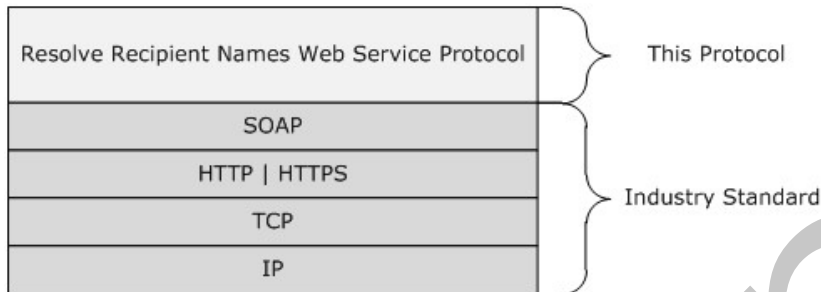 Resolve Recipient Names Web Service Protocol
This Protocol
SOAP
HTTP | HTTPS
Industry Standard
TCP
IP